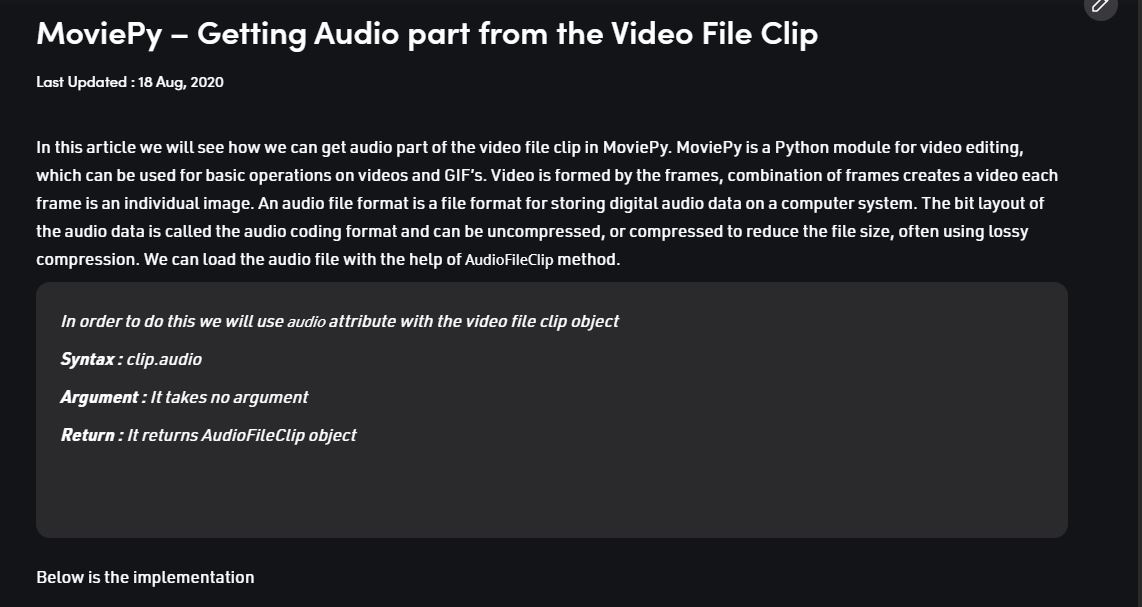 MoviePy – Getting Audio part from the Video File Clip
Last Updated : 18 Aug, 2020
In this article we will see how we can get audio part of the video file clip in MoviePy. MoviePy is a Python module for video editing,
which can be used for basic operations on videos and GIF’s. Video is formed by the frames, combination of frames creates a video each
frame is an individual image. An audio file format is a file format for storing digital audio data on a computer system. The bit layout of
the audio data is called the audio coding format and can be uncompressed, or compressed to reduce the file size, often using lossy
compression. We can load the audio file with the help of AudioFileClip method.
In order to do this we will use audio attribute with the video file clip object
Syntax : clip.audio
Argument : It takes no argument
Return : It returns AudioFileClip object
Below is the implementation